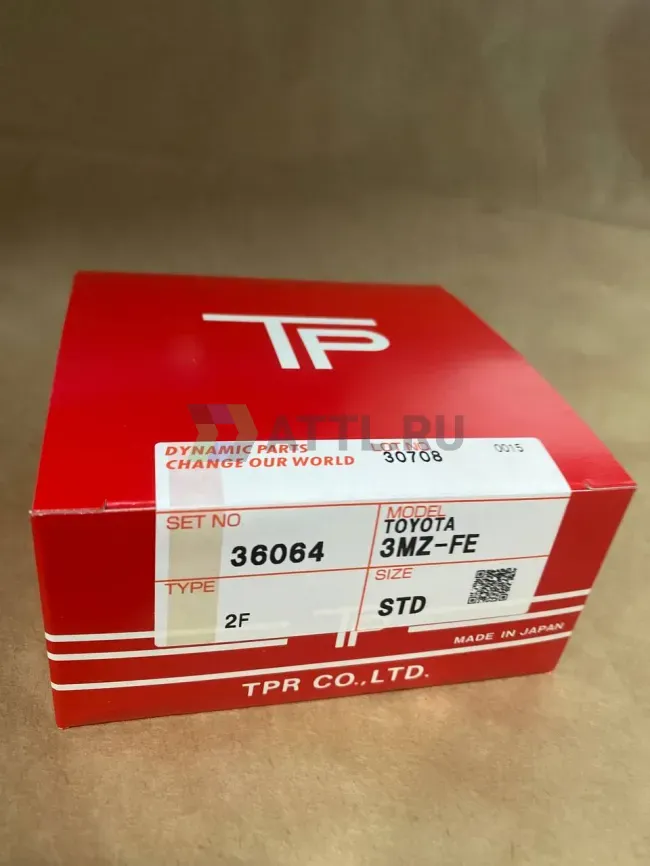 TP
ATTL.RU
DYNAMIC PARTS
CHANGE OUR WORLD
LOT NO
30708
0015
SET NO
36064
MODEL
TOYOTA
3MZ-FE
TYPE
2F
SIZE
STD
TP
MADE IN JAPAN
TPR CO.,LTD.